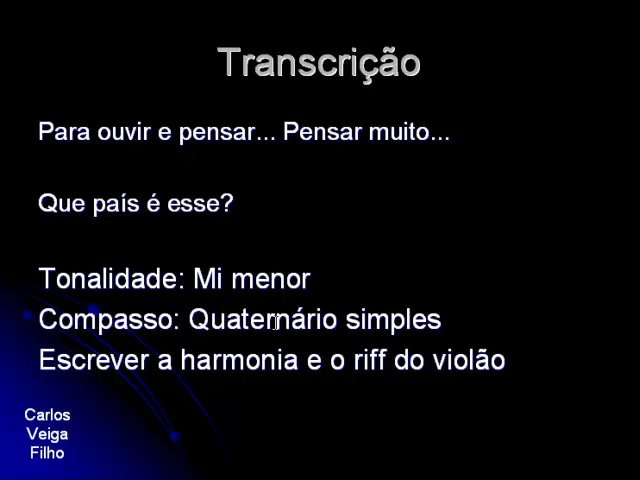 Transcrição
Para ouvir e pensar... Pensar muito...
Que país é esse?
Tonalidade: Mi menor
Compasso: Quaternário simples
Escrever a harmonia e o riff do violão
Carlos
Veiga
Filho